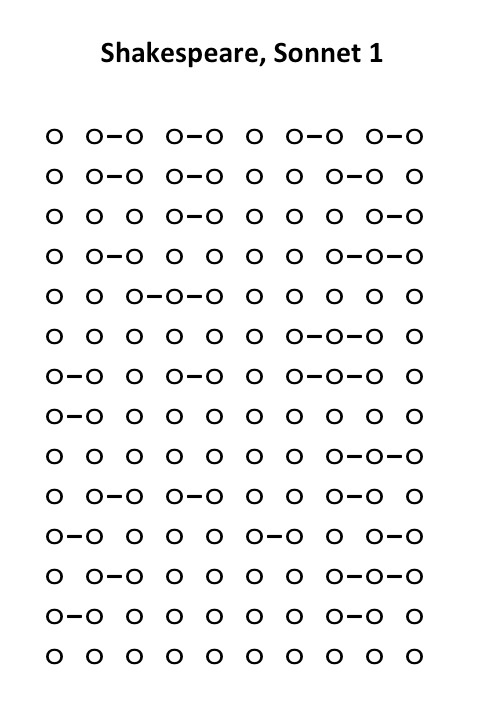 Shakespeare, Sonnet 1
O O–O O–O O O–O O–O
O O–O O–O O O O–O O
O O O O–O O O O O–O
O O–O O O O O O–O–O
O O O–O–O O O O O O
O O O O O O O–O–O O
O–O O O–O O O–O–O O
O–O O O O O O O O O
O O O O O O O O–O–O
O O–O O–O O O O–O O
O–O O O O O–O O O–O
O O–O O O O O O–O–O
O–O O O O O O O–O O
O O O O O O O O O O